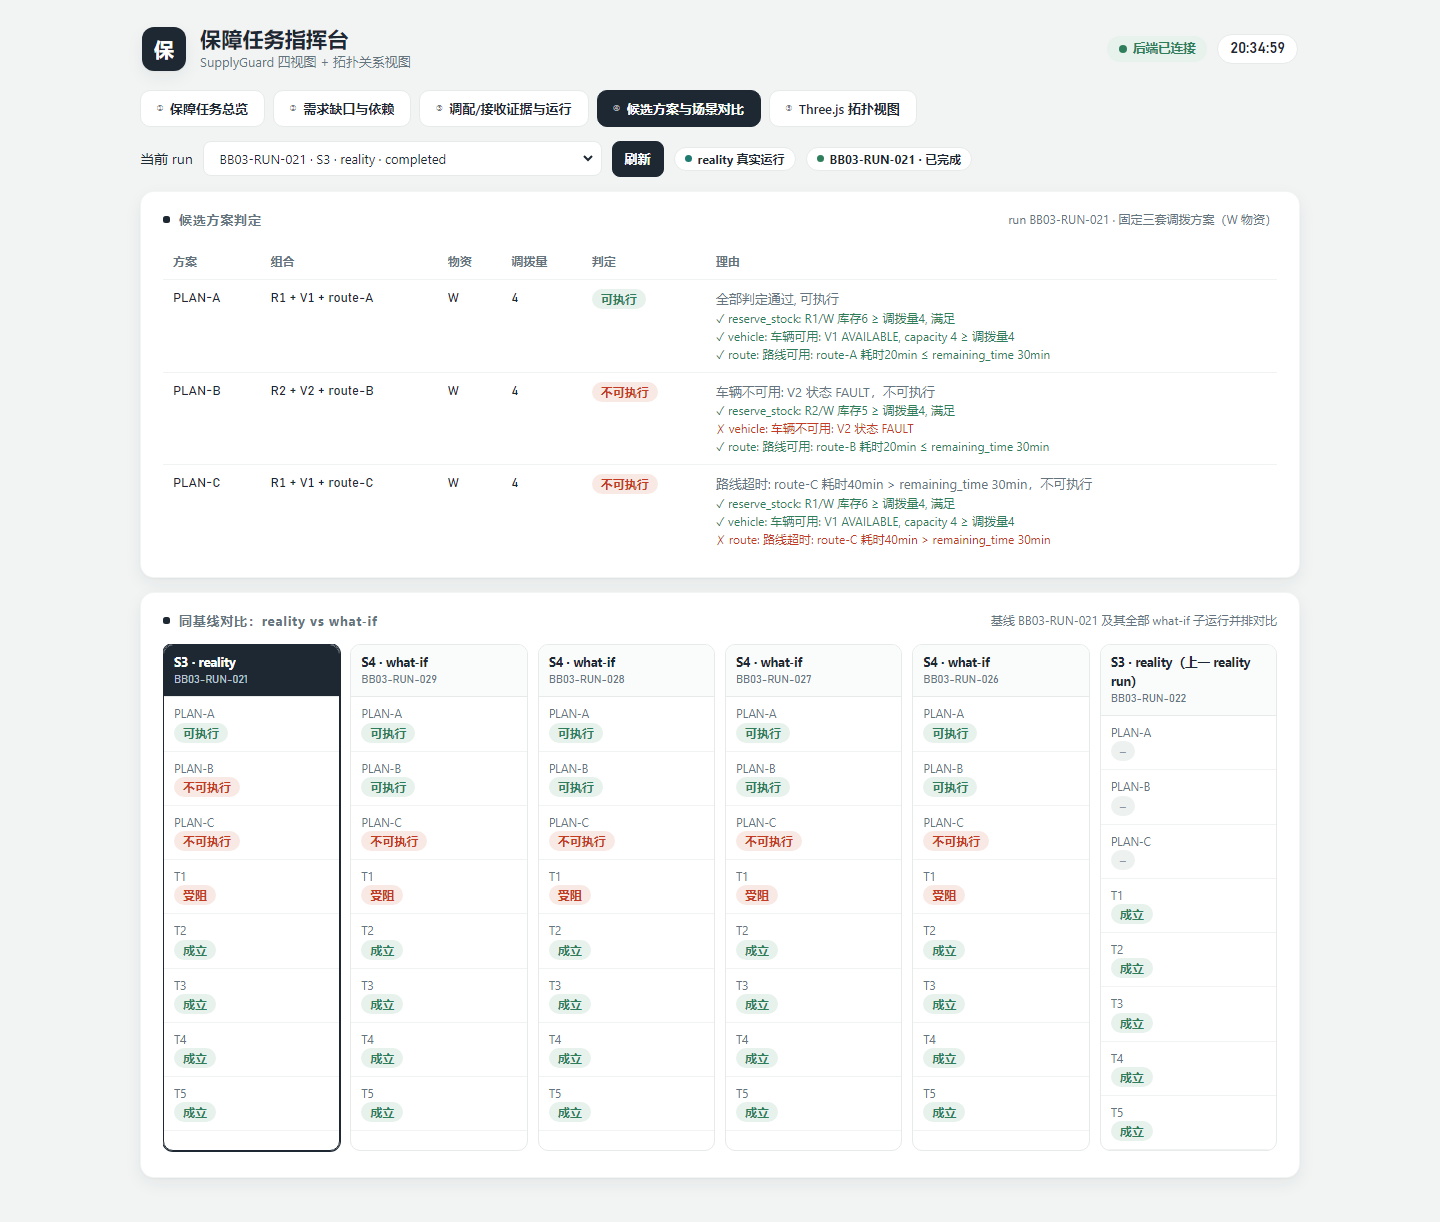 保
保障任务指挥台
SupplyGuard 四视图 + 拓扑关系视图
后端已连接
20:34:59
① 保障任务总览
② 需求缺口与依赖
③ 调配/接收证据与运行
④ 候选方案与场景对比
⑤ Three.js 拓扑视图
当前 run
BB03-RUN-021 · S3 · reality · completed
刷新
reality 真实运行
BB03-RUN-021 · 已完成
候选方案判定
run BB03-RUN-021 · 固定三套调拨方案（W 物资）
方案 组合 物资 调拨量 判定 理由
PLAN-A R1 + V1 + route-A W 4 可执行 全部判定通过, 可执行
✓ reserve_stock: R1/W 库存6 ≥ 调拨量4, 满足
✓ vehicle: 车辆可用: V1 AVAILABLE, capacity 4 ≥ 调拨量4
✓ route: 路线可用: route-A 耗时20min ≤ remaining_time 30min
PLAN-B R2 + V2 + route-B W 4 不可执行 车辆不可用: V2 状态 FAULT，不可执行
✓ reserve_stock: R2/W 库存5 ≥ 调拨量4, 满足
✗ vehicle: 车辆不可用: V2 状态 FAULT
✓ route: 路线可用: route-B 耗时20min ≤ remaining_time 30min
PLAN-C R1 + V1 + route-C W 4 不可执行 路线超时: route-C 耗时40min > remaining_time 30min，不可执行
✓ reserve_stock: R1/W 库存6 ≥ 调拨量4, 满足
✓ vehicle: 车辆可用: V1 AVAILABLE, capacity 4 ≥ 调拨量4
✗ route: 路线超时: route-C 耗时40min > remaining_time 30min
同基线对比：reality vs what-if
基线 BB03-RUN-021 及其全部 what-if 子运行并排对比
S3 · reality
BB03-RUN-021
PLAN-A
可执行
PLAN-B
不可执行
PLAN-C
不可执行
T1
受阻
T2
成立
T3
成立
T4
成立
T5
成立
S4 · what-if
BB03-RUN-029
PLAN-A
可执行
PLAN-B
可执行
PLAN-C
不可执行
T1
受阻
T2
成立
T3
成立
T4
成立
T5
成立
S4 · what-if
BB03-RUN-028
PLAN-A
可执行
PLAN-B
可执行
PLAN-C
不可执行
T1
受阻
T2
成立
T3
成立
T4
成立
T5
成立
S4 · what-if
BB03-RUN-027
PLAN-A
可执行
PLAN-B
可执行
PLAN-C
不可执行
T1
受阻
T2
成立
T3
成立
T4
成立
T5
成立
S4 · what-if
BB03-RUN-026
PLAN-A
可执行
PLAN-B
可执行
PLAN-C
不可执行
T1
受阻
T2
成立
T3
成立
T4
成立
T5
成立
S3 · reality（上一 reality
run）
BB03-RUN-022
PLAN-A
–
PLAN-B
–
PLAN-C
–
T1
成立
T2
成立
T3
成立
T4
成立
T5
成立